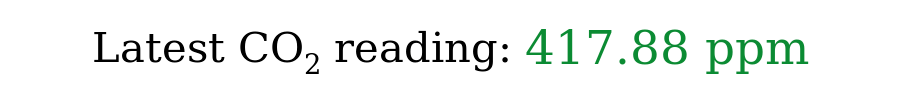 Latest CO₂ reading: 417.88 ppm